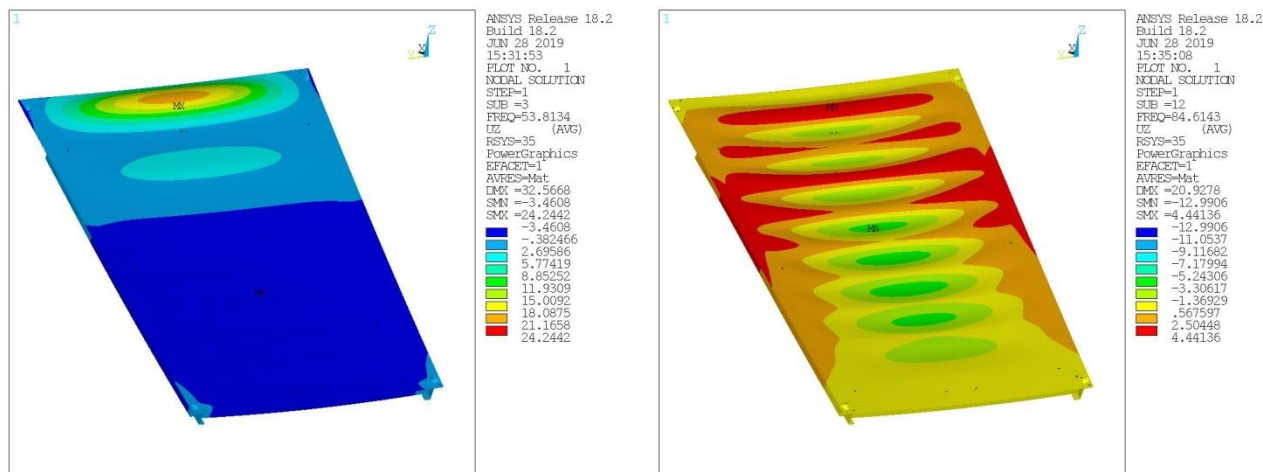 1
ANSYS Release 18.2
Build 18.2
JUN 28 2019
15:31:53
PLOT NO. 1
NODAL SOLUTION
STEP=1
SUB =3
FREQ=53.8134
UZ (AVG)
RSYS=35
PowerGraphics
EFACET=1
AVRES=Mat
DMX =32.5668
SMN =-3.4608
SMX =24.2442
-3.4608
-.382466
2.69586
5.77419
8.85252
11.9309
15.0092
18.0875
21.1658
24.2442
Z
X
Y
MX
1
ANSYS Release 18.2
Build 18.2
JUN 28 2019
15:35:08
PLOT NO. 1
NODAL SOLUTION
STEP=1
SUB =12
FREQ=84.6143
UZ (AVG)
RSYS=35
PowerGraphics
EFACET=1
AVRES=Mat
DMX =20.9278
SMN =-12.9906
SMX =4.44136
-12.9906
-11.0537
-9.11682
-7.17994
-5.24306
-3.30617
-1.36929
.567597
2.50448
4.44136
Z
X
Y
MX
MN